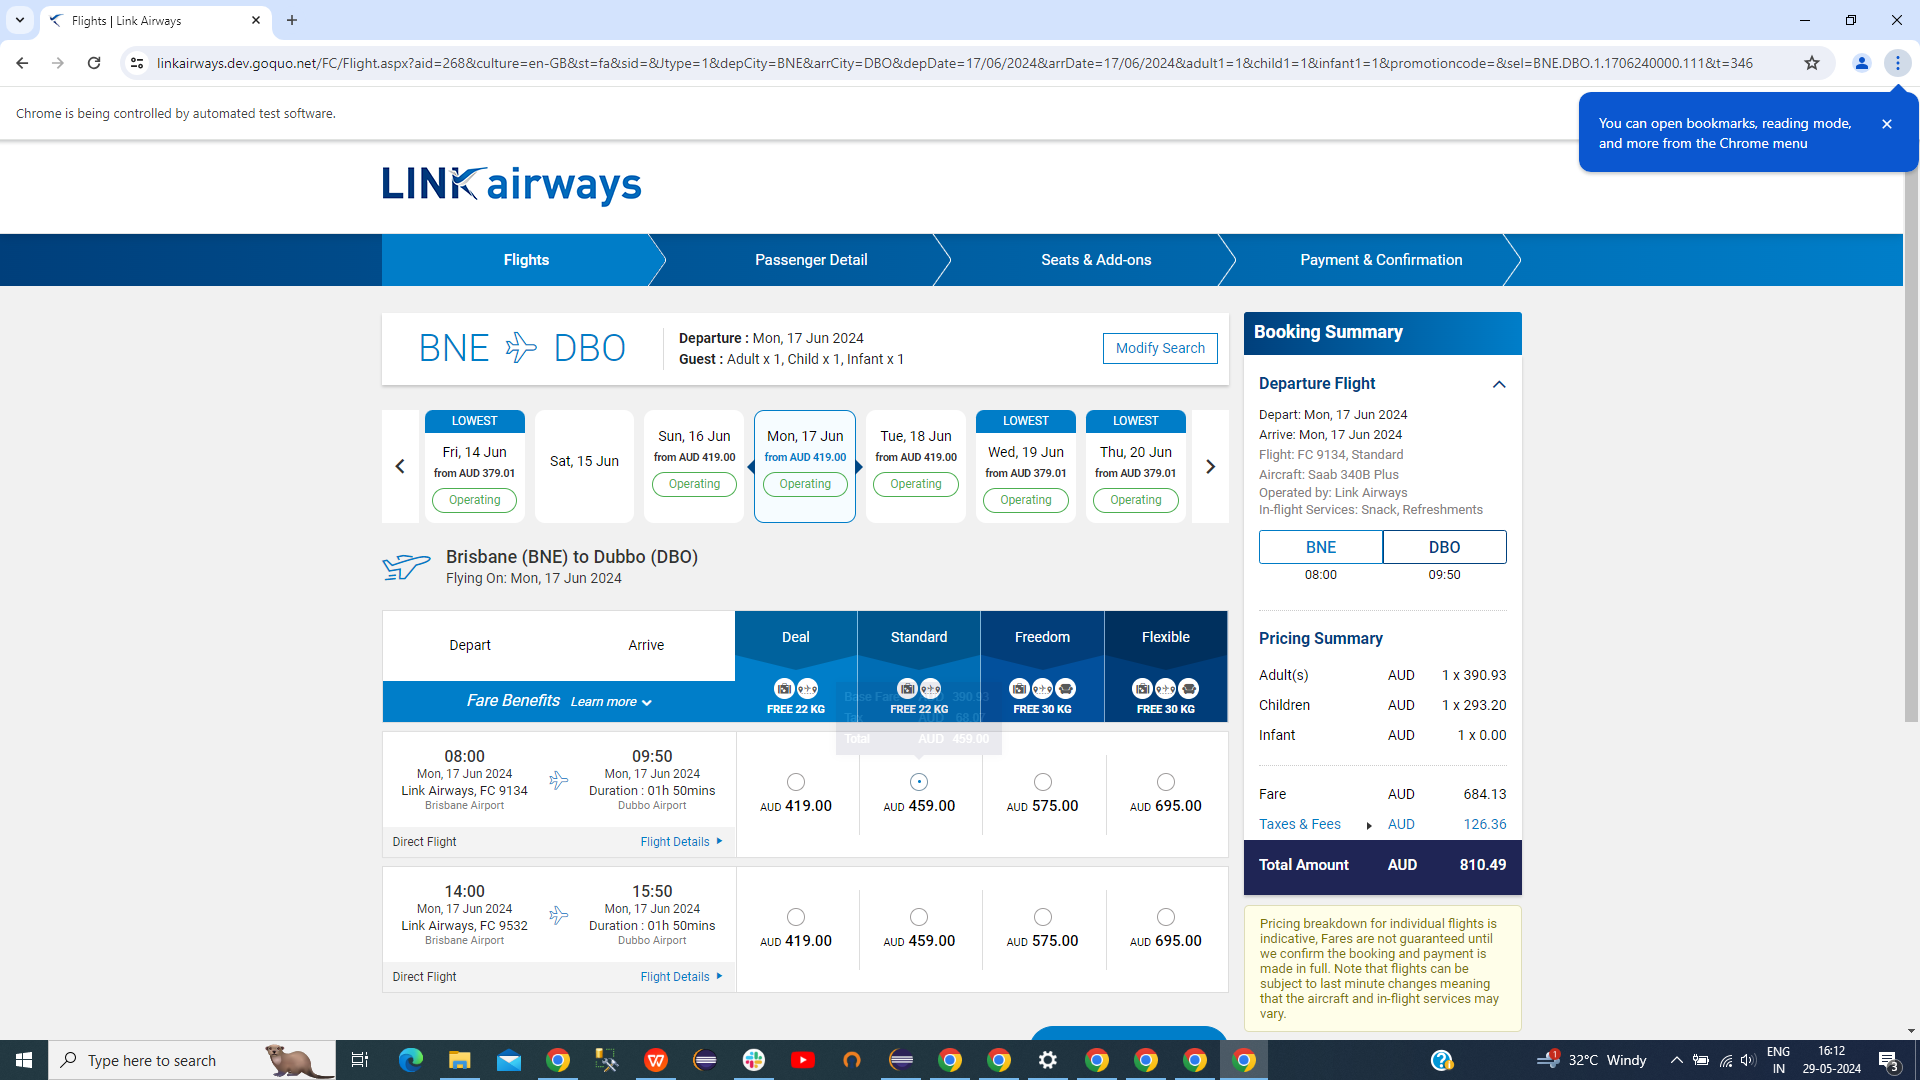 Flights | Link Airways
linkairways.dev.goquo.net/FC/Flight.aspx?aid=268&culture=en-GB&st=fa&sid=&Jtype=1&depCity=BNE&arrCity=DBO&depDate=17/06/2024&arrDate=17/06/2024&adult1=1&child1=1&infant1=1&promotioncode=&sel=BNE.DBO.1.1706240000.111&t=346
Chrome is being controlled by automated test software.
You can open bookmarks, reading mode,
and more from the Chrome menu
LINK airways
Flights
Passenger Detail
Seats & Add-ons
Payment & Confirmation
BNE DBO
Departure : Mon, 17 Jun 2024
Guest : Adult x 1, Child x 1, Infant x 1
Modify Search
LOWEST
Fri, 14 Jun
from AUD 379.01
Operating
Sat, 15 Jun
Sun, 16 Jun
from AUD 419.00
Operating
Mon, 17 Jun
from AUD 419.00
Operating
Tue, 18 Jun
from AUD 419.00
Operating
LOWEST
Wed, 19 Jun
from AUD 379.01
Operating
LOWEST
Thu, 20 Jun
from AUD 379.01
Operating
Brisbane (BNE) to Dubbo (DBO)
Flying On: Mon, 17 Jun 2024
Depart Arrive
Deal Standard Freedom Flexible
Fare Benefits Learn more
FREE 22 KG FREE 22 KG FREE 30 KG FREE 30 KG
Base Fare AUD 390.93
Tax AUD 68.07
Total AUD 459.00
08:00
Mon, 17 Jun 2024
Link Airways, FC 9134
Brisbane Airport
09:50
Mon, 17 Jun 2024
Duration : 01h 50mins
Dubbo Airport
AUD 419.00 AUD 459.00 AUD 575.00 AUD 695.00
Direct Flight Flight Details
14:00
Mon, 17 Jun 2024
Link Airways, FC 9532
Brisbane Airport
15:50
Mon, 17 Jun 2024
Duration : 01h 50mins
Dubbo Airport
AUD 419.00 AUD 459.00 AUD 575.00 AUD 695.00
Direct Flight Flight Details
Booking Summary
Departure Flight
Depart: Mon, 17 Jun 2024
Arrive: Mon, 17 Jun 2024
Flight: FC 9134, Standard
Aircraft: Saab 340B Plus
Operated by: Link Airways
In-flight Services: Snack, Refreshments
BNE DBO
08:00 09:50
Pricing Summary
Adult(s) AUD 1 x 390.93
Children AUD 1 x 293.20
Infant AUD 1 x 0.00
Fare AUD 684.13
Taxes & Fees AUD 126.36
Total Amount AUD 810.49
Pricing breakdown for individual flights is
indicative, Fares are not guaranteed until
we confirm the booking and payment is
made in full. Note that flights can be
subject to last minute changes meaning
that the aircraft and in-flight services may
vary.
Type here to search
32°C Windy
ENG
IN
16:12
29-05-2024
3